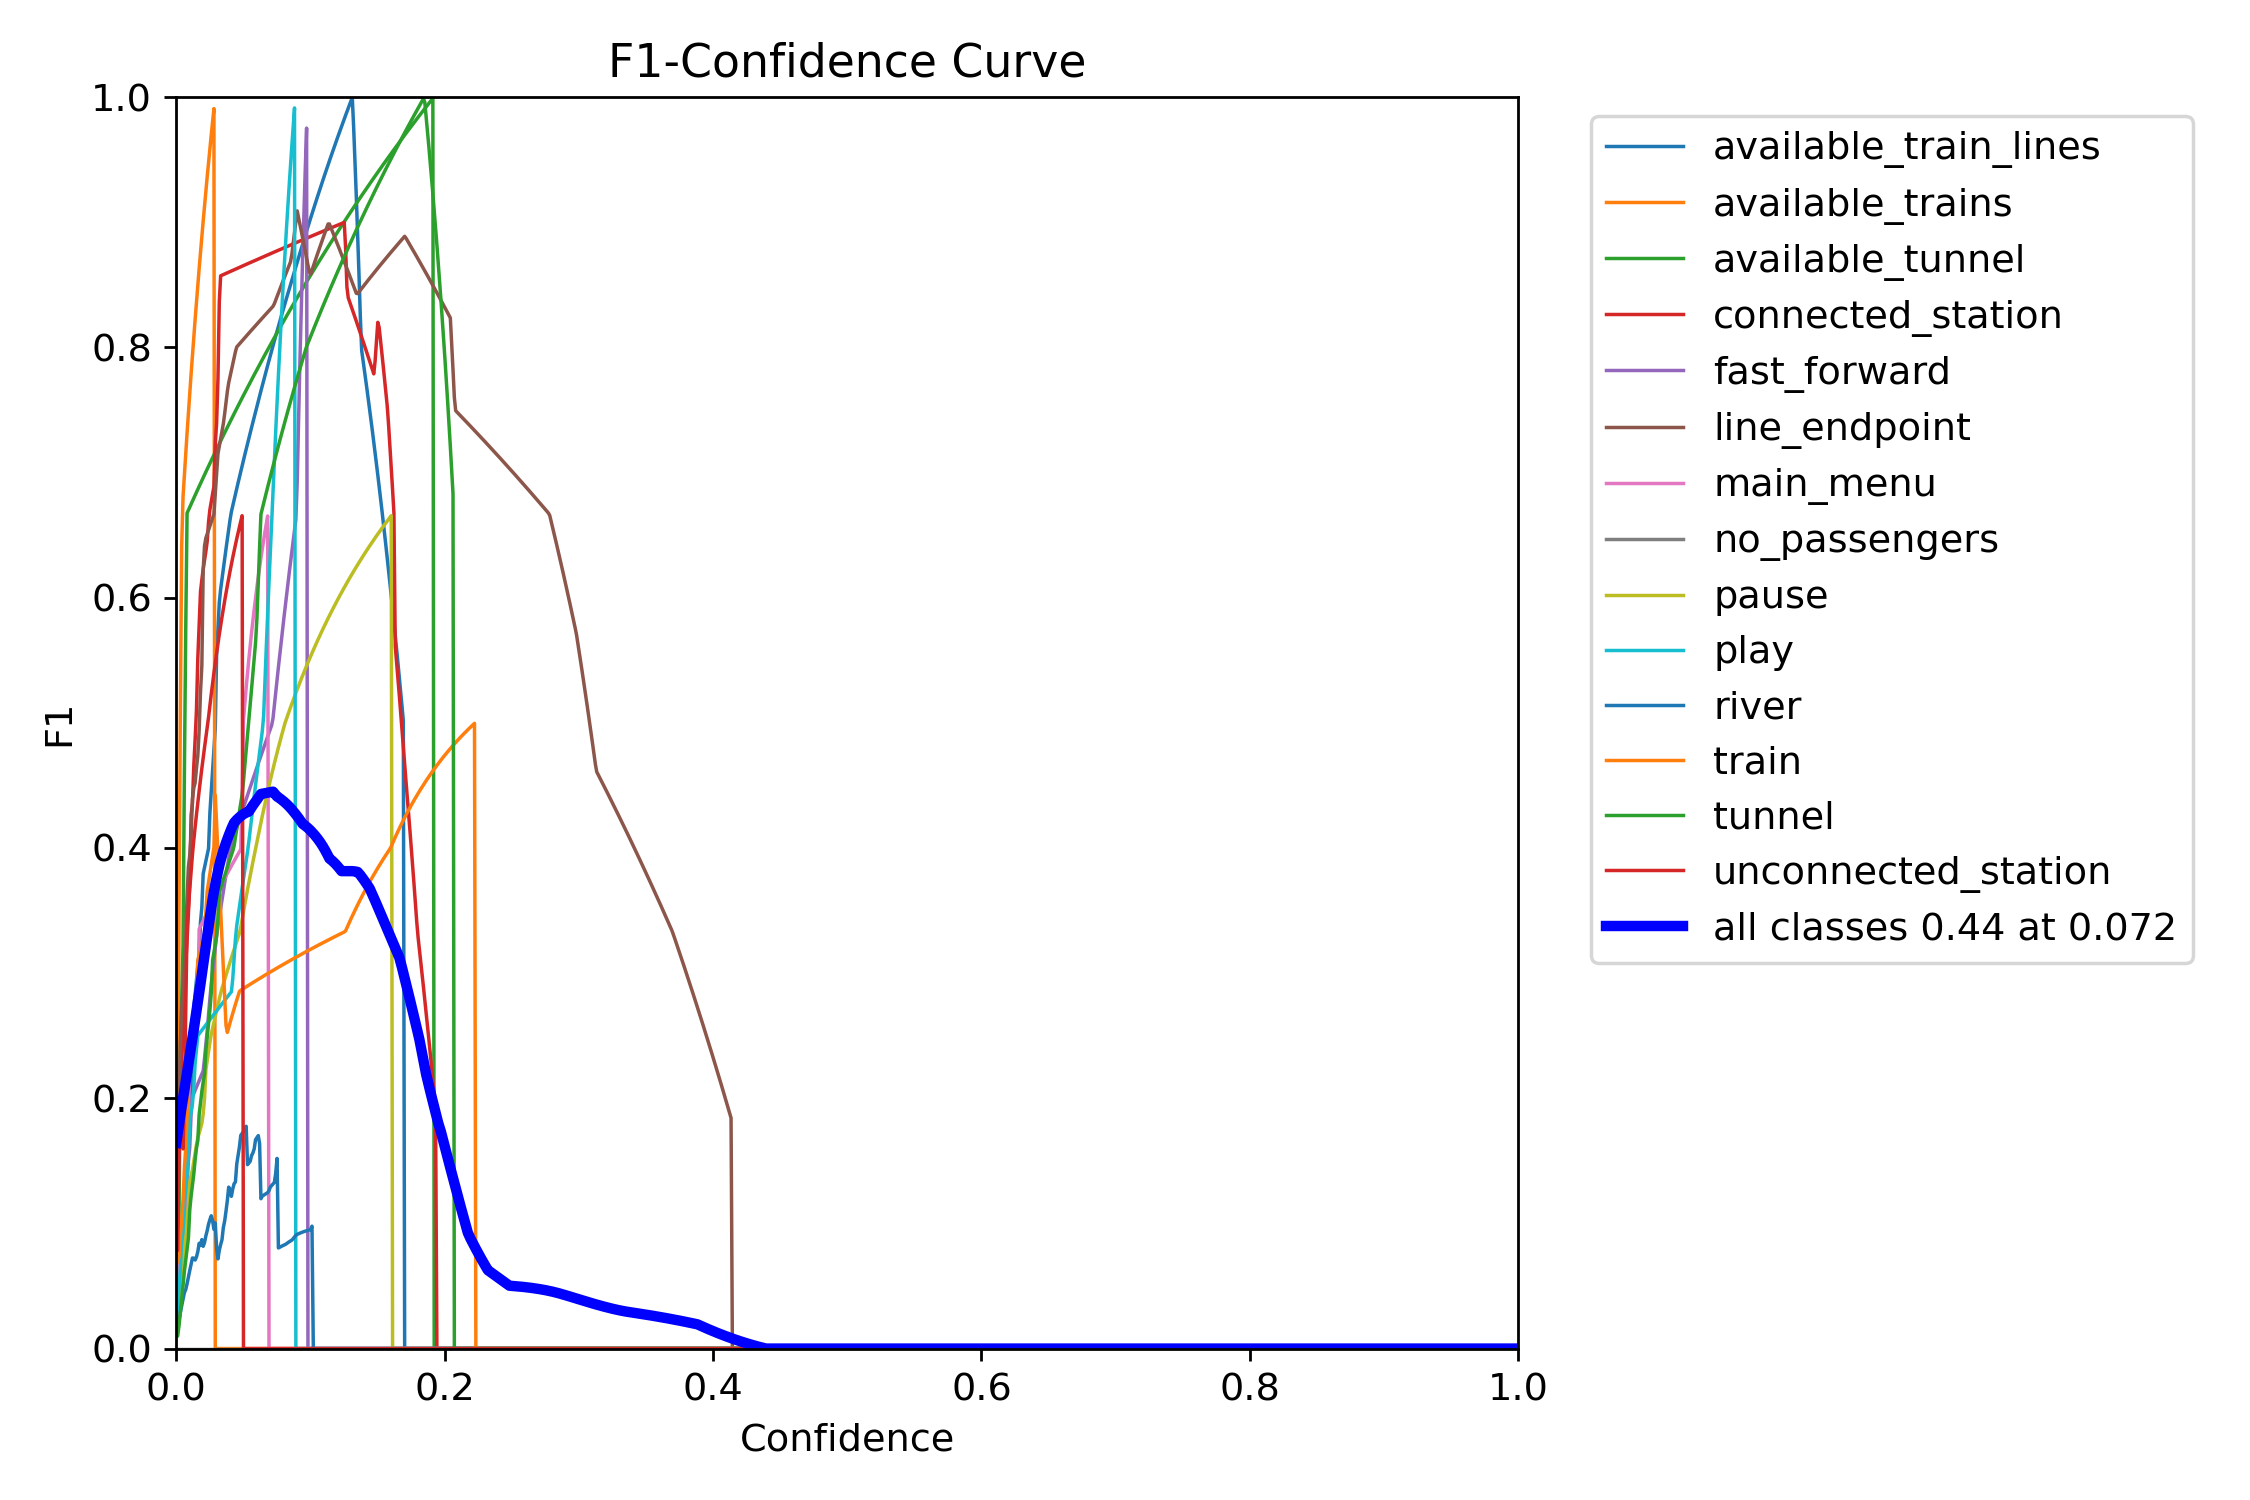 F1-Confidence Curve
1.0
0.8
0.6
0.4
0.2
0.0
F1
0.0
0.2
0.4
0.6
0.8
1.0
Confidence
available_train_lines
available_trains
available_tunnel
connected_station
fast_forward
line_endpoint
main_menu
no_passengers
pause
play
river
train
tunnel
unconnected_station
all classes 0.44 at 0.072